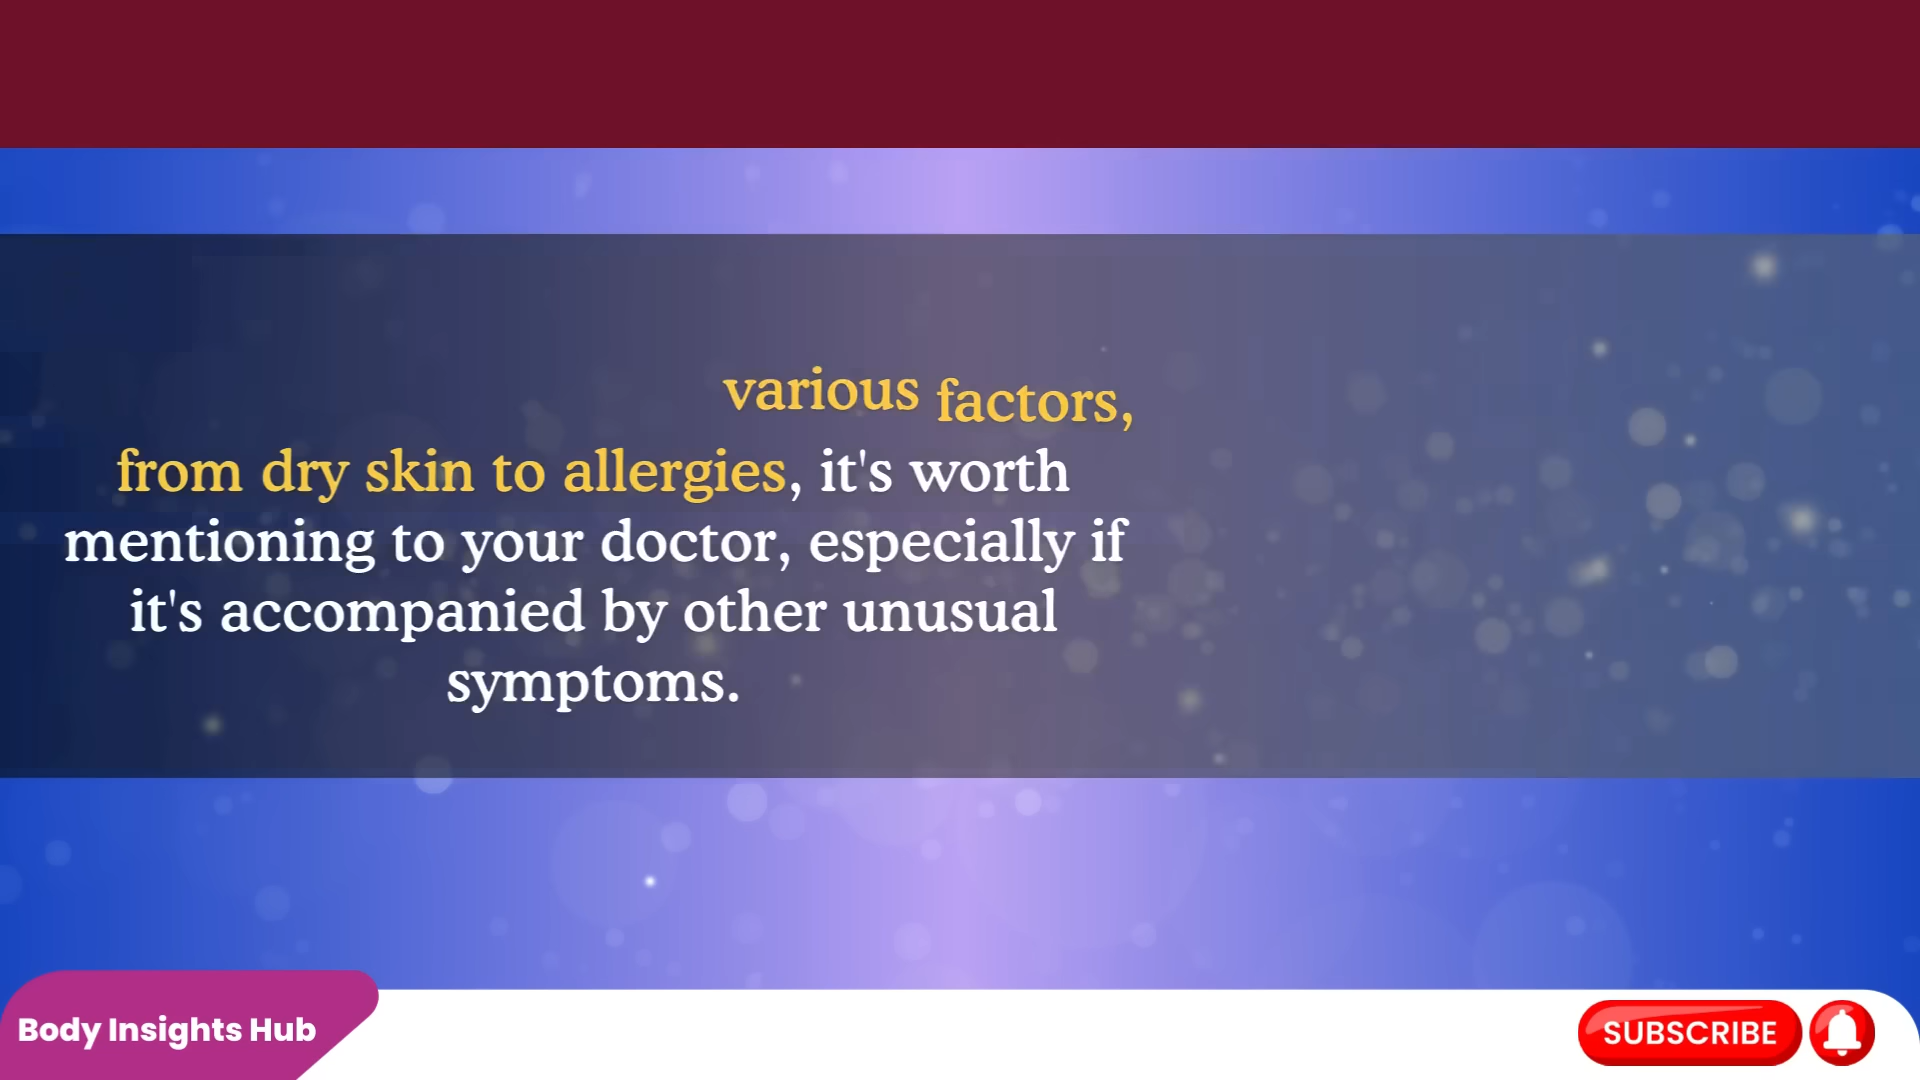 various factors,
from dry skin to allergies, it's worth
mentioning to your doctor, especially if
it's accompanied by other unusual
symptoms.
Body Insights Hub
SUBSCRIBE